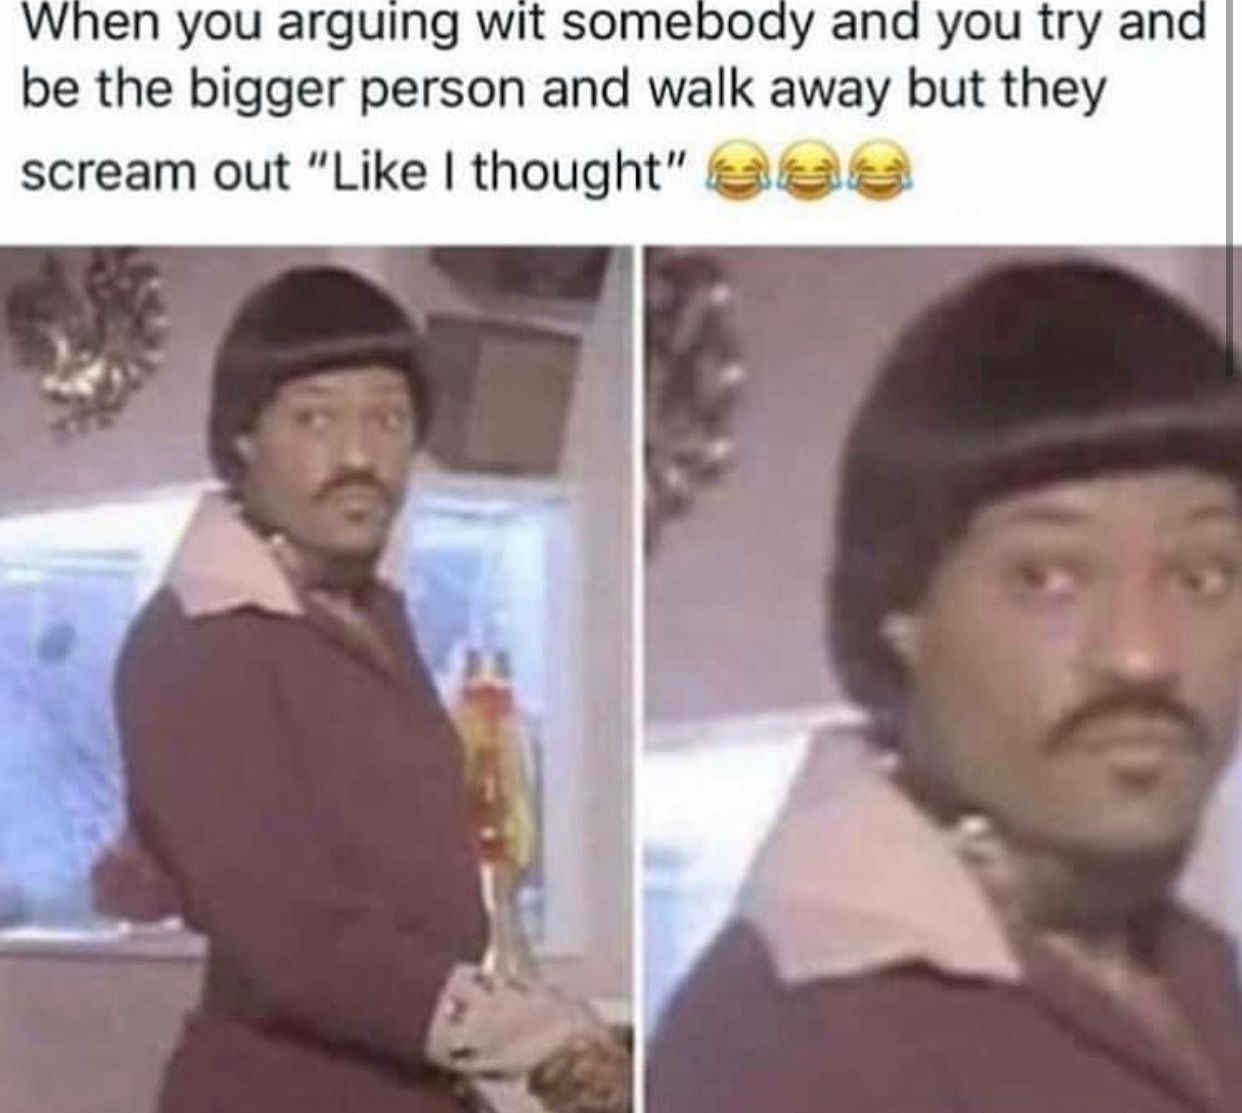 When you arguing wit somebody and you try and
be the bigger person and walk away but they
scream out "Like I thought" 😂😂😂